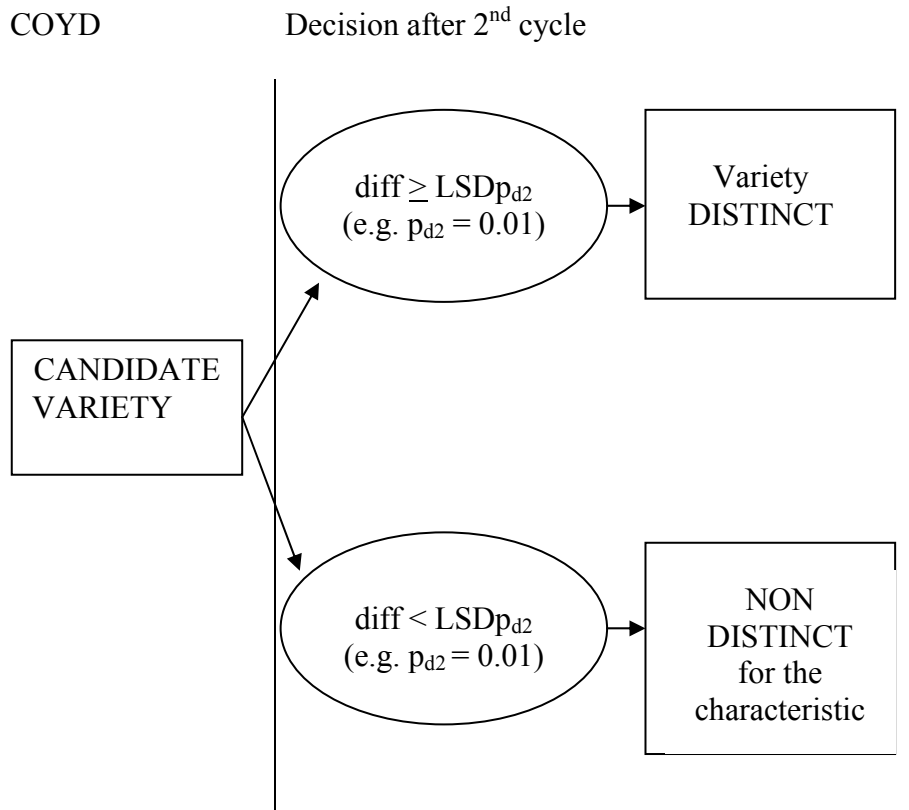 COYD Decision after 2nd cycle
diff ≥ LSDpd2
(e.g. pd2 = 0.01)
Variety
DISTINCT
CANDIDATE
VARIETY
diff < LSDpd2
(e.g. pd2 = 0.01)
NON
DISTINCT
for the
characteristic